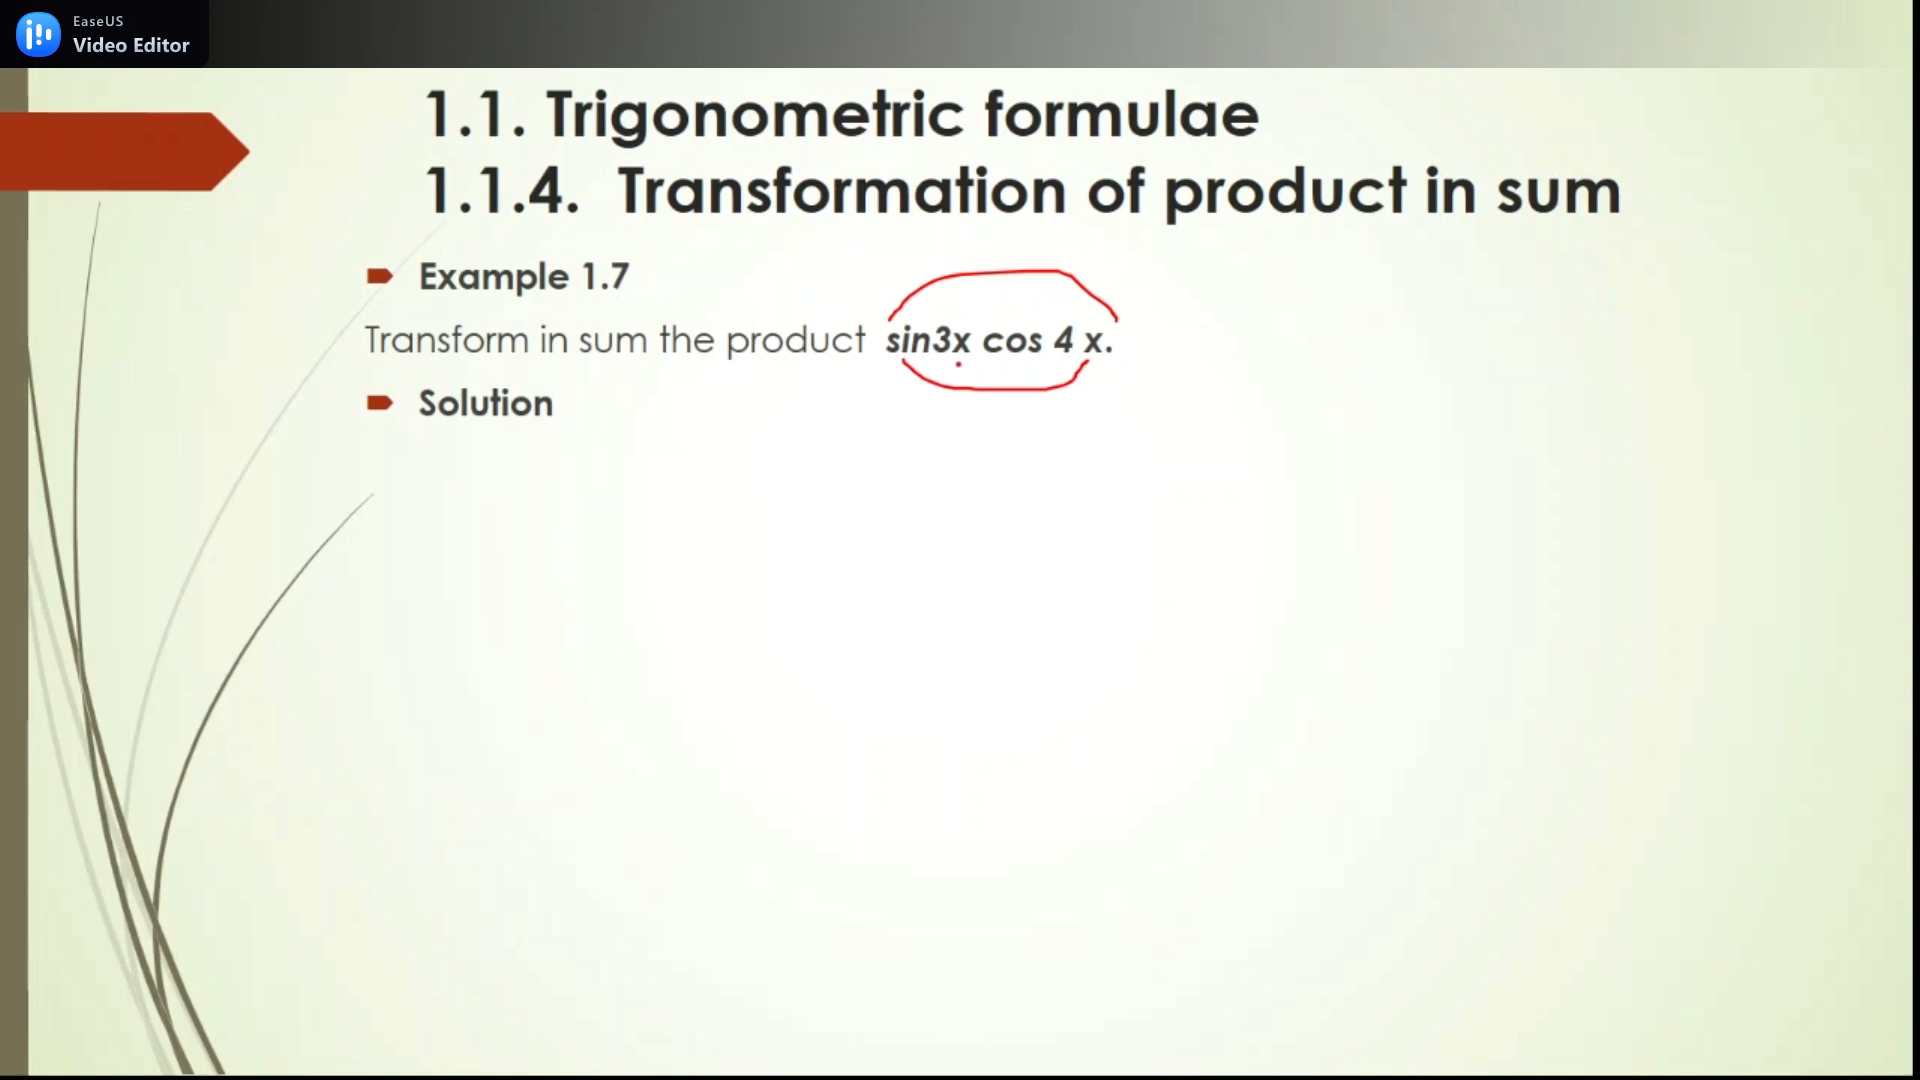 EaseUS
Video Editor
1.1. Trigonometric formulae
1.1.4. Transformation of product in sum
Example 1.7
Transform in sum the product sin3x cos 4 x.
Solution